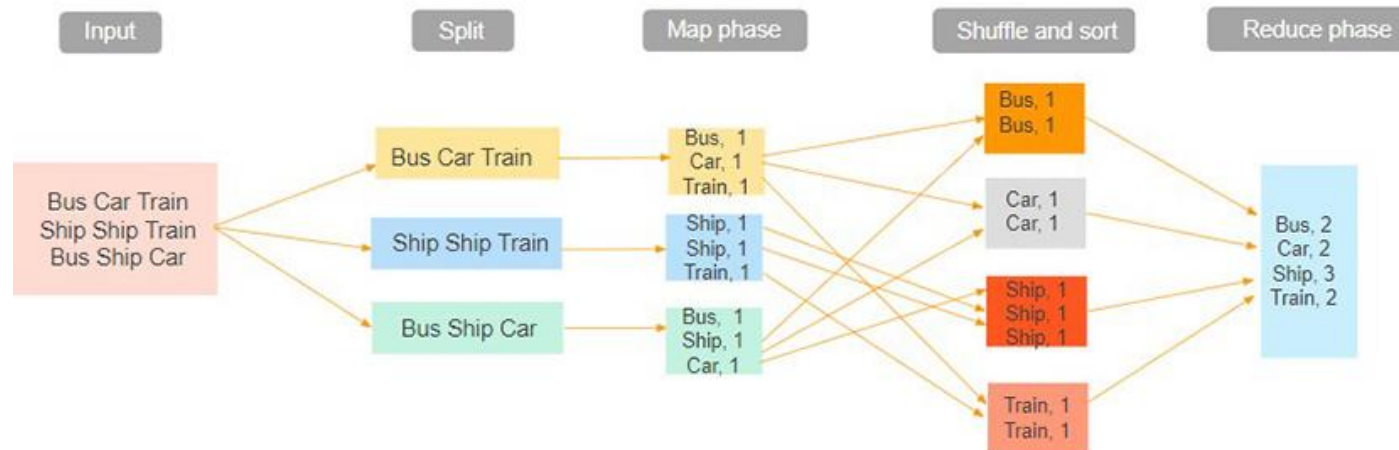 Input
Split
Map phase
Shuffle and sort
Reduce phase
Bus Car Train
Ship Ship Train
Bus Ship Car
Bus Car Train
Ship Ship Train
Bus Ship Car
Bus, 1
Car, 1
Train, 1
Ship, 1
Ship, 1
Train, 1
Bus, 1
Ship, 1
Car, 1
Bus, 1
Bus, 1
Car, 1
Car, 1
Ship, 1
Ship, 1
Ship, 1
Train, 1
Train, 1
Bus, 2
Car, 2
Ship, 3
Train, 2